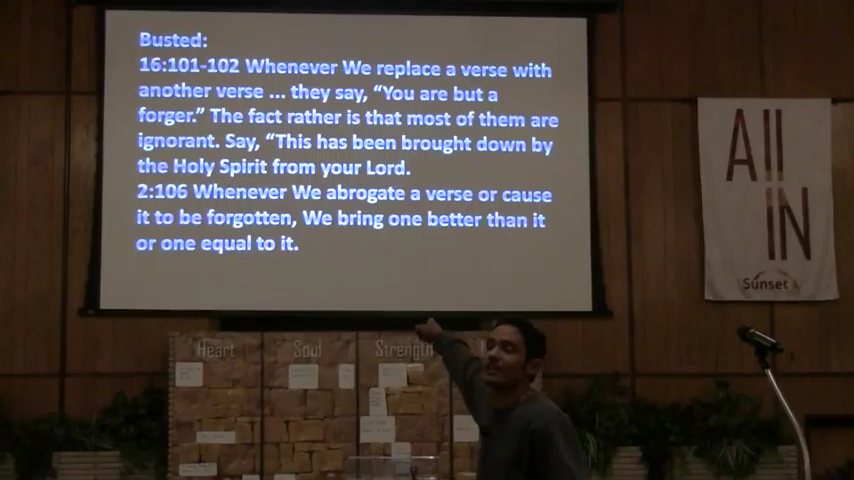 Busted:
16:101-102 Whenever We replace a verse with
another verse ... they say, “You are but a
forger.” The fact rather is that most of them are
ignorant. Say, “This has been brought down by
the Holy Spirit from your Lord.
2:106 Whenever We abrogate a verse or cause
it to be forgotten, We bring one better than it
or one equal to it.
ALL
IN
Sunset
Heart
Soul
Strength